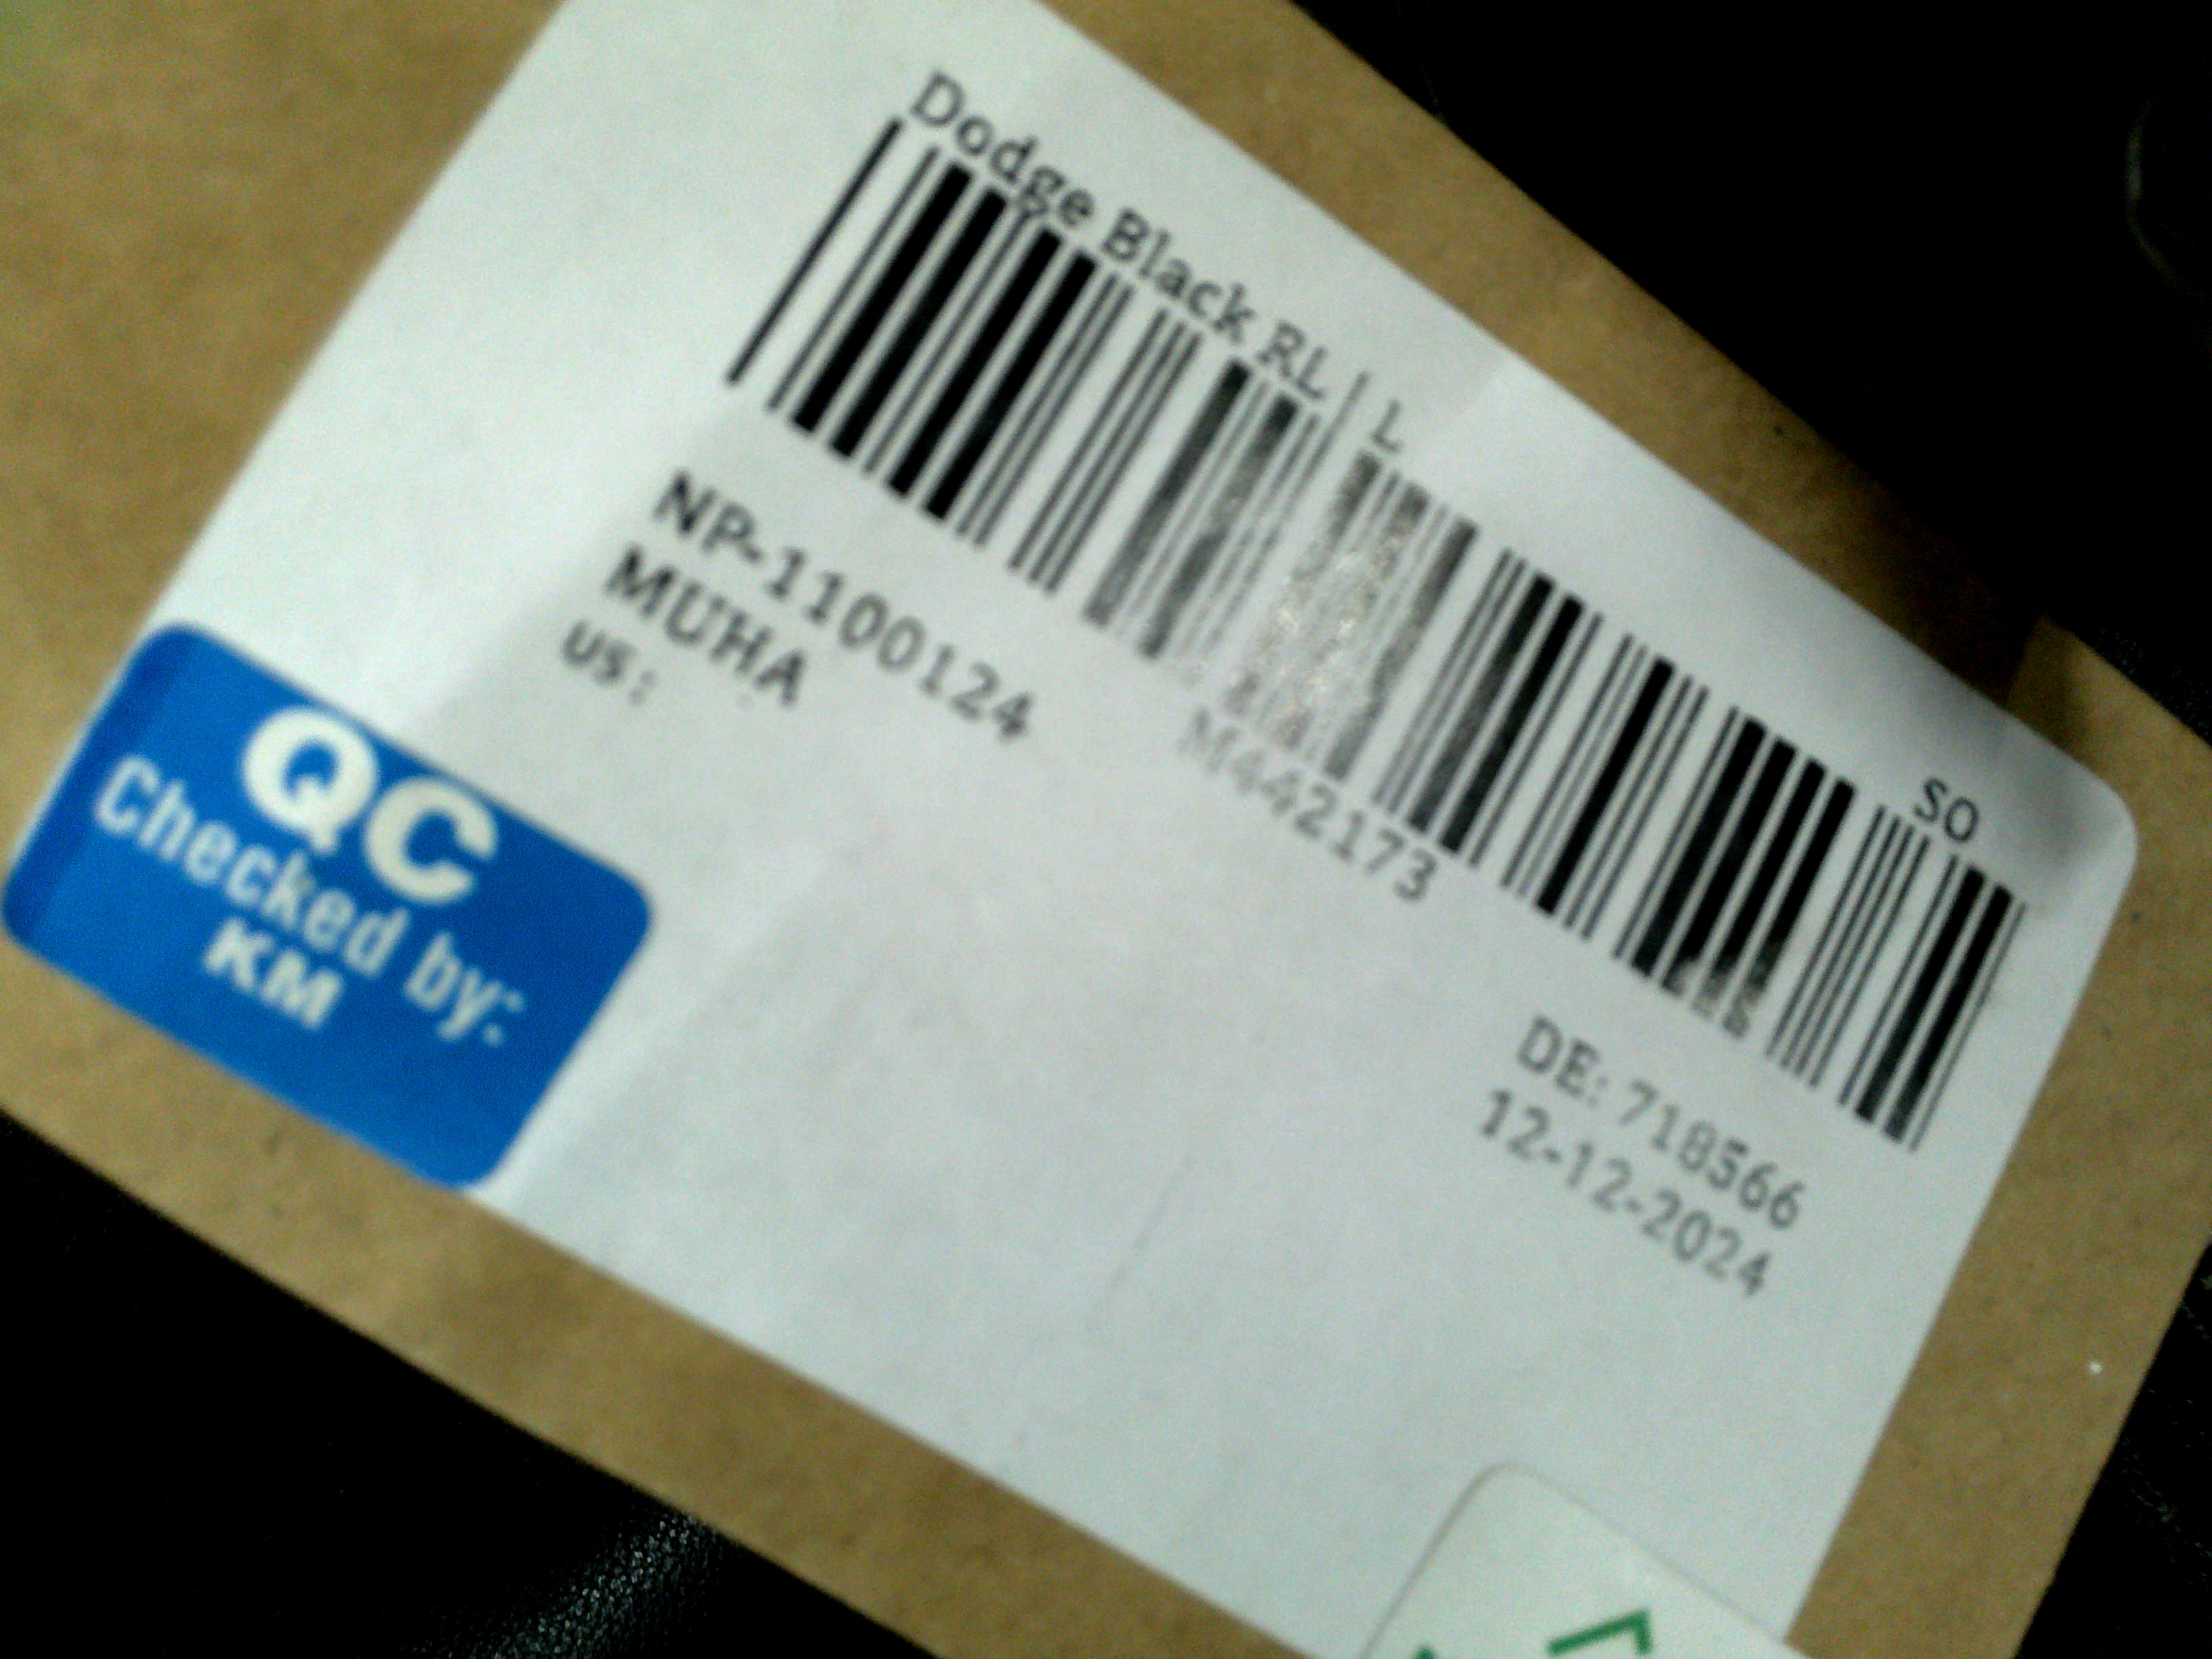 Dodge Black RL | L
SO
M442173
NP-1100124
MUHA
US:
DE: 718566
12-12-2024
QC
Checked by:
KM